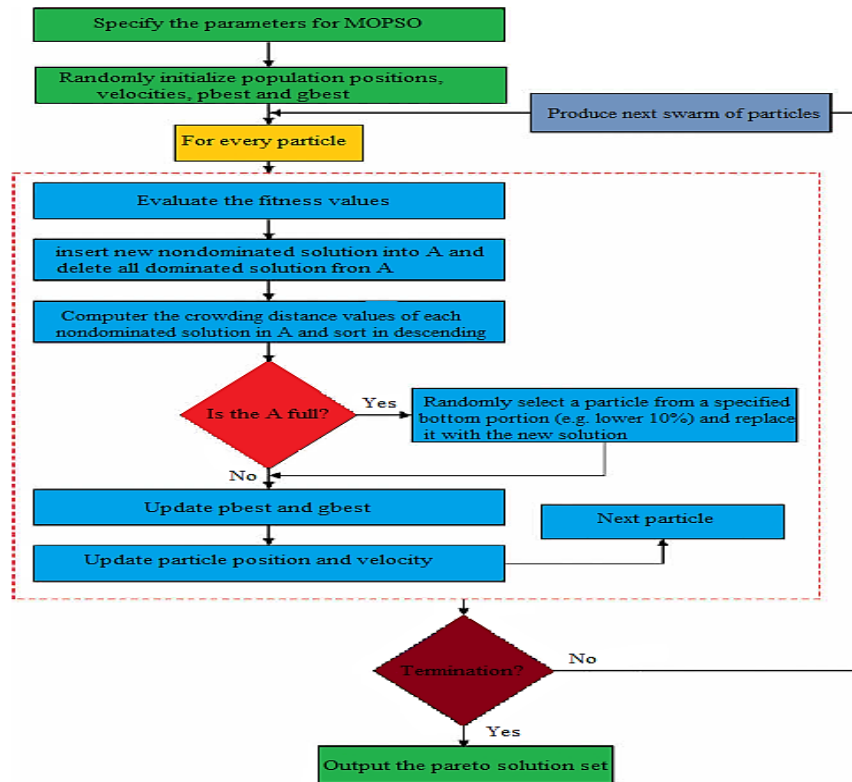 Specify the parameters for MOPSO
Randomly initialize population positions,
velocities, pbest and gbest
Produce next swarm of particles
For every particle
Evaluate the fitness values
insert new nondominated solution into A and
delete all dominated solution fron A
Computer the crowding distance values of each
nondominated solution in A and sort in descending
Is the A full?
Yes
Randomly select a particle from a specified
bottom portion (e.g. lower 10%) and replace
it with the new solution
No
Update pbest and gbest
Next particle
Update particle position and velocity
Termination?
No
Yes
Output the pareto solution set